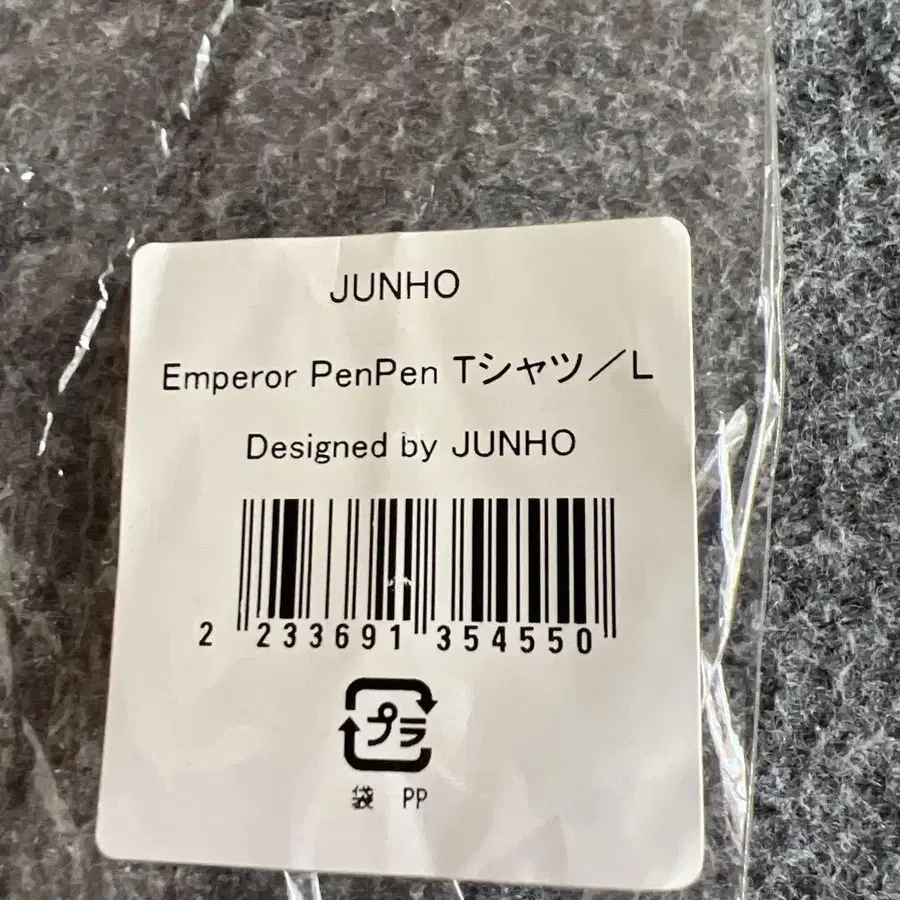 JUNHO
Emperor PenPen Tシャツ／L
Designed by JUNHO
2 233691 354550
プラ
袋 PP